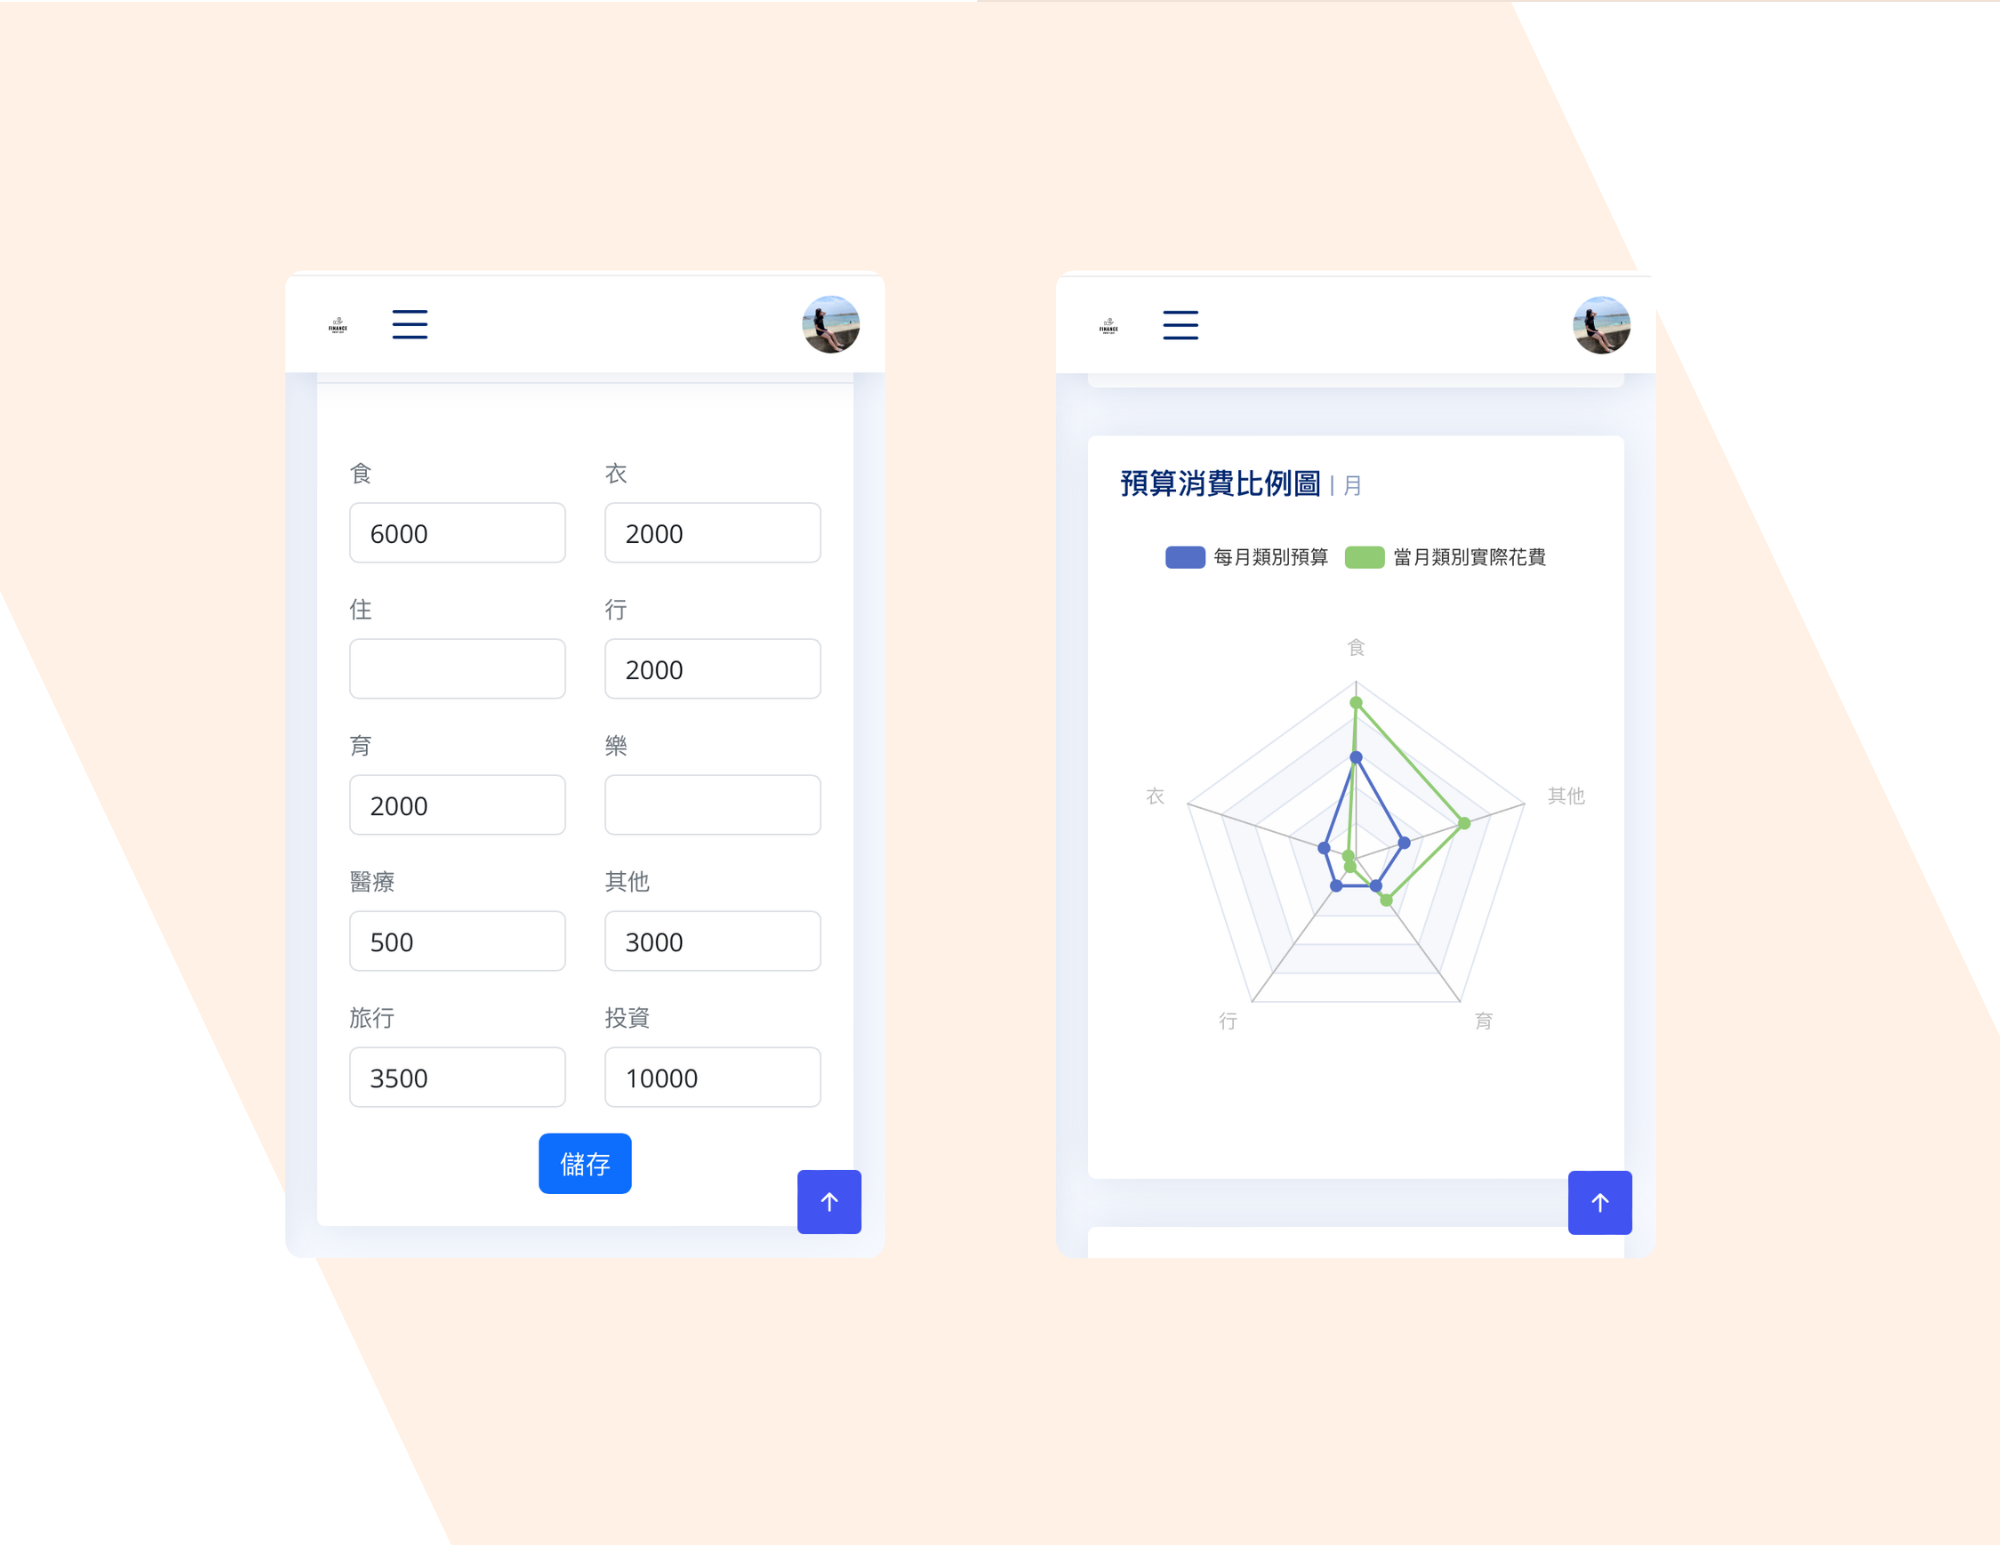 FINANCE
食 衣
6000 2000
住 行
2000
育 樂
2000
醫療 其他
500 3000
旅行 投資
3500 10000
儲存
FINANCE
預算消費比例圖 | 月
每月類別預算 當月類別實際花費
食
衣 其他
行 育